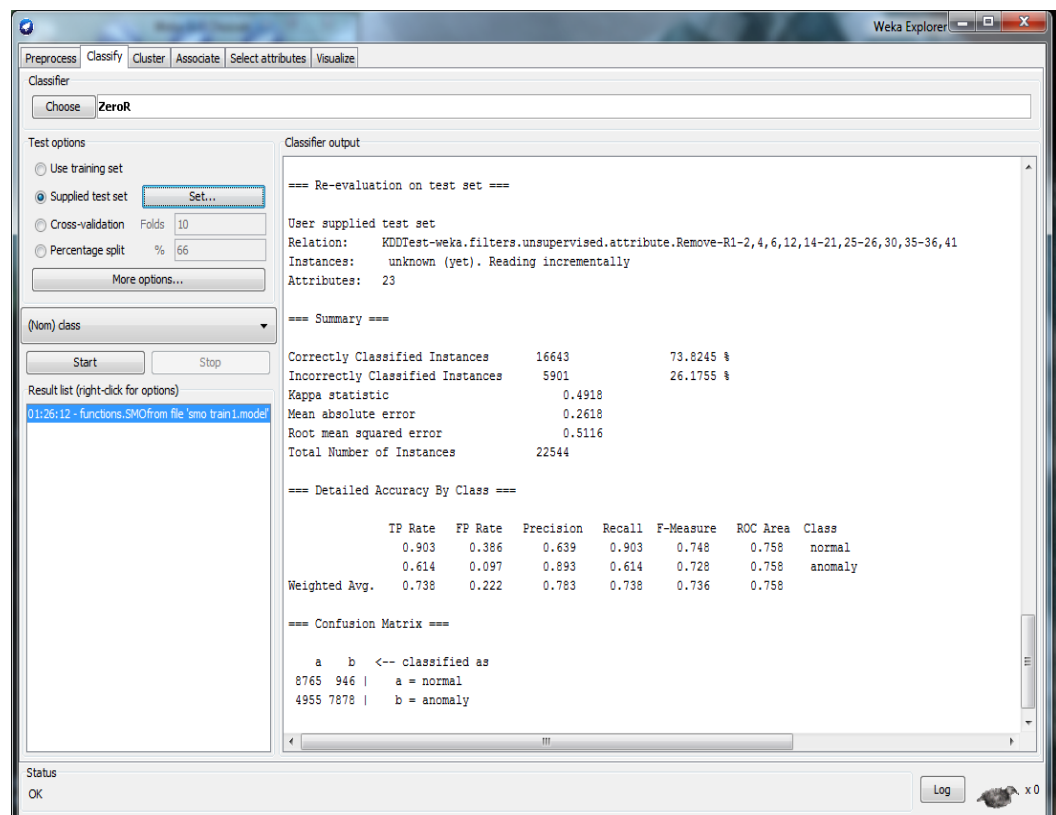 Weka Explorer
Preprocess Classify Cluster Associate Select attributes Visualize
Classifier
Choose ZeroR
Test options
Use training set
Supplied test set Set...
Cross-validation Folds 10
Percentage split % 66
More options...
(Nom) class
Start Stop
Result list (right-click for options)
01:26:12 - functions.SMOfrom file 'smo train1.model'
Classifier output
=== Re-evaluation on test set ===
User supplied test set
Relation: KDDTest-weka.filters.unsupervised.attribute.Remove-R1-2,4,6,12,14-21,25-26,30,35-36,41
Instances: unknown (yet). Reading incrementally
Attributes: 23
=== Summary ===
Correctly Classified Instances 16643 73.8245 %
Incorrectly Classified Instances 5901 26.1755 %
Kappa statistic 0.4918
Mean absolute error 0.2618
Root mean squared error 0.5116
Total Number of Instances 22544
=== Detailed Accuracy By Class ===
TP Rate FP Rate Precision Recall F-Measure ROC Area Class
0.903 0.386 0.639 0.903 0.748 0.758 normal
0.614 0.097 0.893 0.614 0.728 0.758 anomaly
Weighted Avg. 0.738 0.222 0.783 0.738 0.736 0.758
=== Confusion Matrix ===
a b <-- classified as
8765 946 | a = normal
4955 7878 | b = anomaly
Status
OK
Log x 0